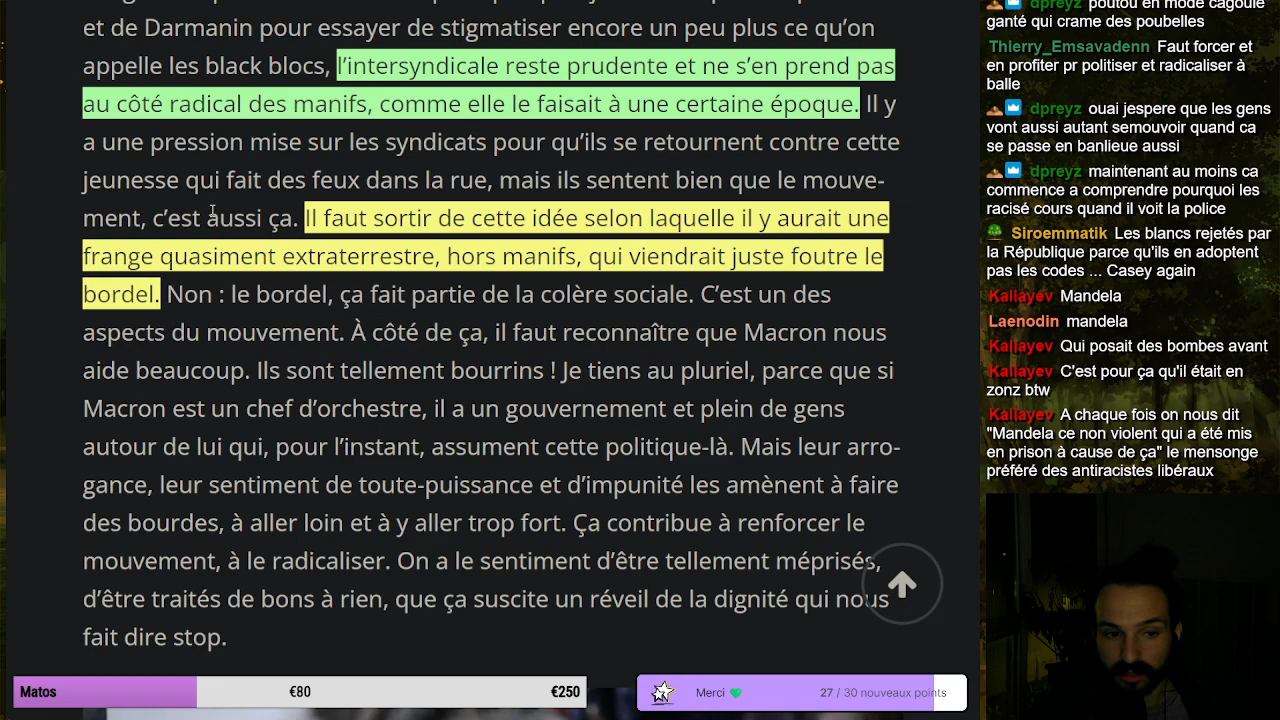 et de Darmanin pour essayer de stigmatiser encore un peu plus ce qu’on
appelle les black blocs, l’intersyndicale reste prudente et ne s’en prend pas
au côté radical des manifs, comme elle le faisait à une certaine époque. Il y
a une pression mise sur les syndicats pour qu’ils se retournent contre cette
jeunesse qui fait des feux dans la rue, mais ils sentent bien que le mouve-
ment, c’est aussi ça. Il faut sortir de cette idée selon laquelle il y aurait une
frange quasiment extraterrestre, hors manifs, qui viendrait juste foutre le
bordel. Non : le bordel, ça fait partie de la colère sociale. C’est un des
aspects du mouvement. À côté de ça, il faut reconnaître que Macron nous
aide beaucoup. Ils sont tellement bourrins ! Je tiens au pluriel, parce que si
Macron est un chef d’orchestre, il a un gouvernement et plein de gens
autour de lui qui, pour l’instant, assument cette politique-là. Mais leur arro-
gance, leur sentiment de toute-puissance et d’impunité les amènent à faire
des bourdes, à aller loin et à y aller trop fort. Ça contribue à renforcer le
mouvement, à le radicaliser. On a le sentiment d’être tellement méprisés,
d’être traités de bons à rien, que ça suscite un réveil de la dignité qui nous
fait dire stop.
Matos €80 €250
Merci 27 / 30 nouveaux points
dpreyz poutou en mode cagoule
ganté qui crame des poubelles
Thierry_Emsavadenn Faut forcer et
en profiter pr politiser et radicaliser à
balle
dpreyz ouai jespere que les gens
vont aussi autant semouvoir quand ca
se passe en banlieue aussi
dpreyz maintenant au moins ca
commence a comprendre pourquoi les
racisé cours quand il voit la police
Siroemmatik Les blancs rejetés par
la République parce qu'ils en adoptent
pas les codes ... Casey again
Kaliayev Mandela
Laenodin mandela
Kaliayev Qui posait des bombes avant
Kaliayev C'est pour ça qu'il était en
zonz btw
Kaliayev A chaque fois on nous dit
"Mandela ce non violent qui a été mis
en prison à cause de ça" le mensonge
préféré des antiracistes libéraux